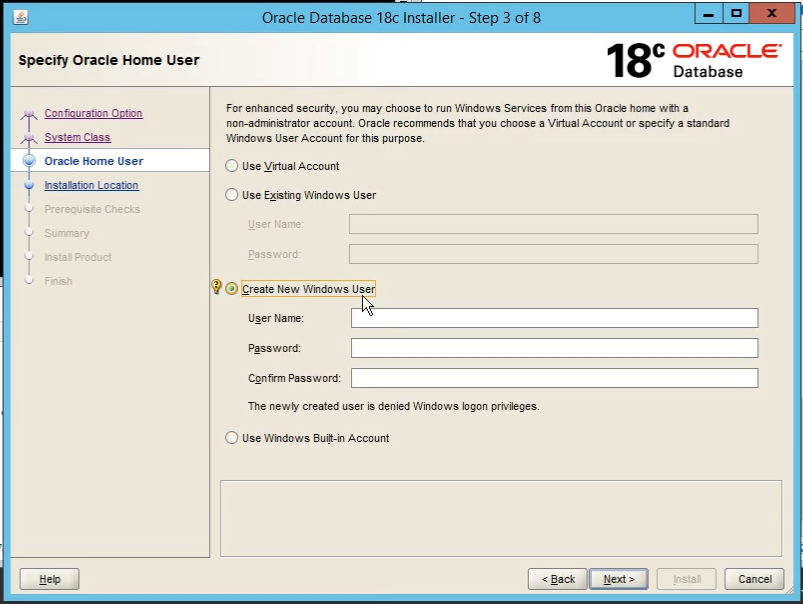 Oracle Database 18c Installer - Step 3 of 8
Specify Oracle Home User
18c ORACLE
Database
Configuration Option
System Class
Oracle Home User
Installation Location
Prerequisite Checks
Summary
Install Product
Finish
For enhanced security, you may choose to run Windows Services from this Oracle home with a
non-administrator account. Oracle recommends that you choose a Virtual Account or specify a standard
Windows User Account for this purpose.
Use Virtual Account
Use Existing Windows User
User Name:
Password:
Create New Windows User
User Name:
Password:
Confirm Password:
The newly created user is denied Windows logon privileges.
Use Windows Built-in Account
Help
< Back
Next >
Install
Cancel